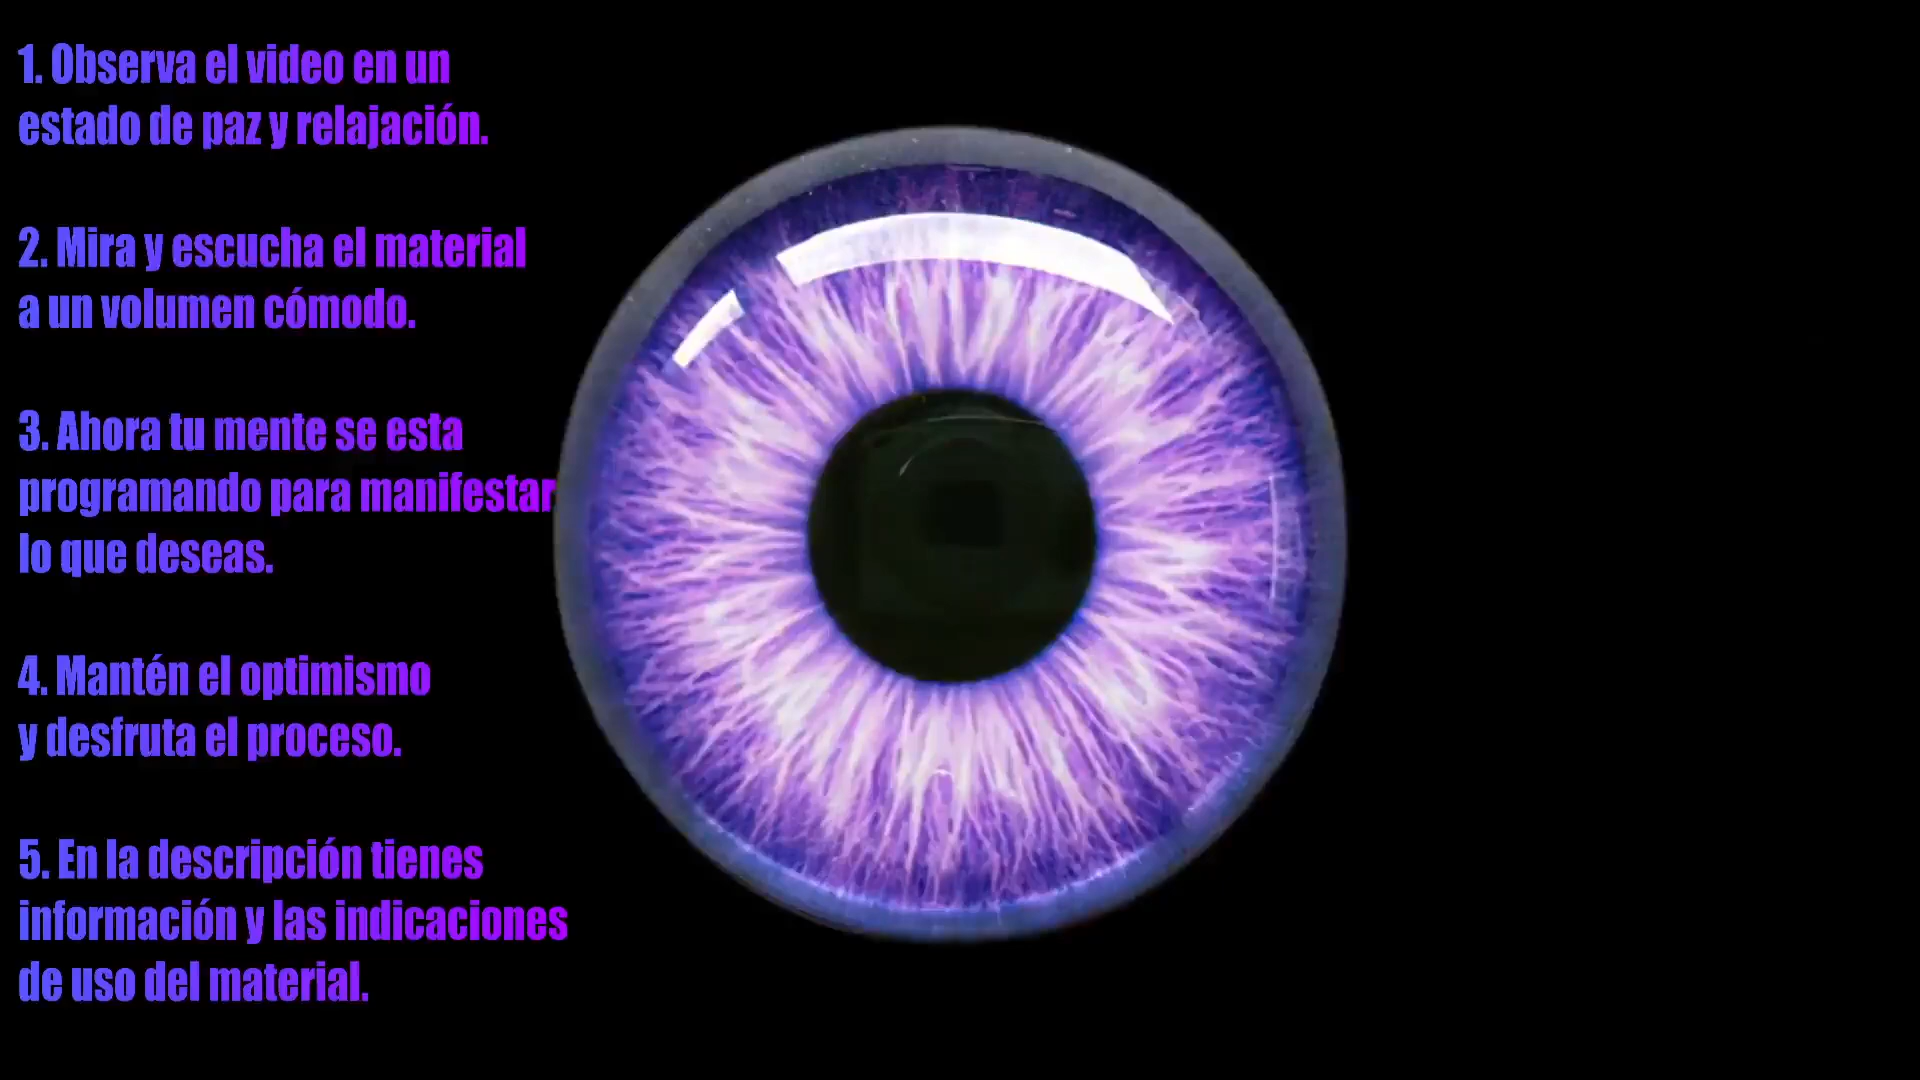 1. Observa el video en un
estado de paz y relajación.
2. Mira y escucha el material
a un volumen cómodo.
3. Ahora tu mente se esta
programando para manifestar
lo que deseas.
4. Mantén el optimismo
y desfruta el proceso.
5. En la descripción tienes
información y las indicaciones
de uso del material.